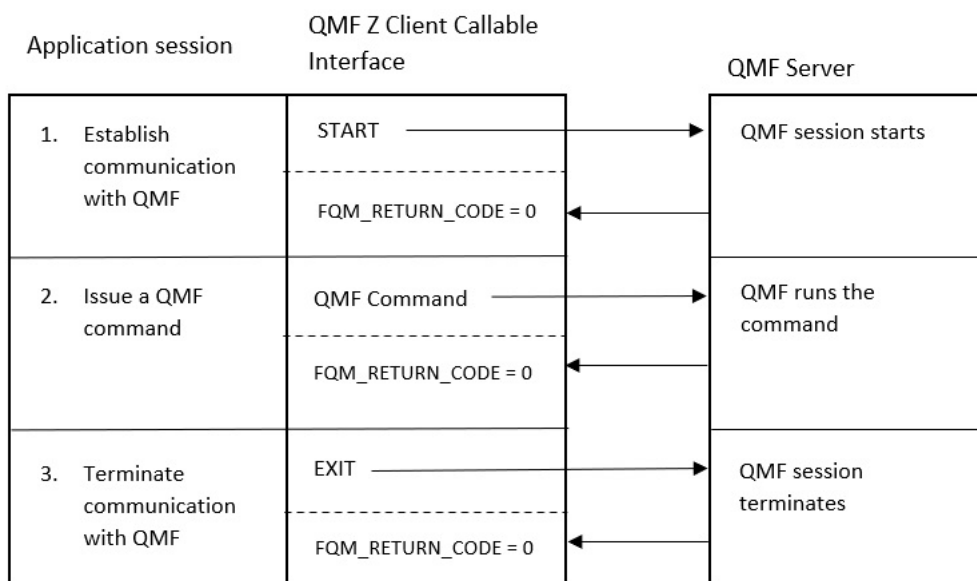 Application session
QMF Z Client Callable
Interface
QMF Server
1. Establish
communication
with QMF
START
QMF session starts
FQM_RETURN_CODE = 0
2. Issue a QMF
command
QMF Command
QMF runs the
command
FQM_RETURN_CODE = 0
3. Terminate
communication
with QMF
EXIT
QMF session
terminates
FQM_RETURN_CODE = 0